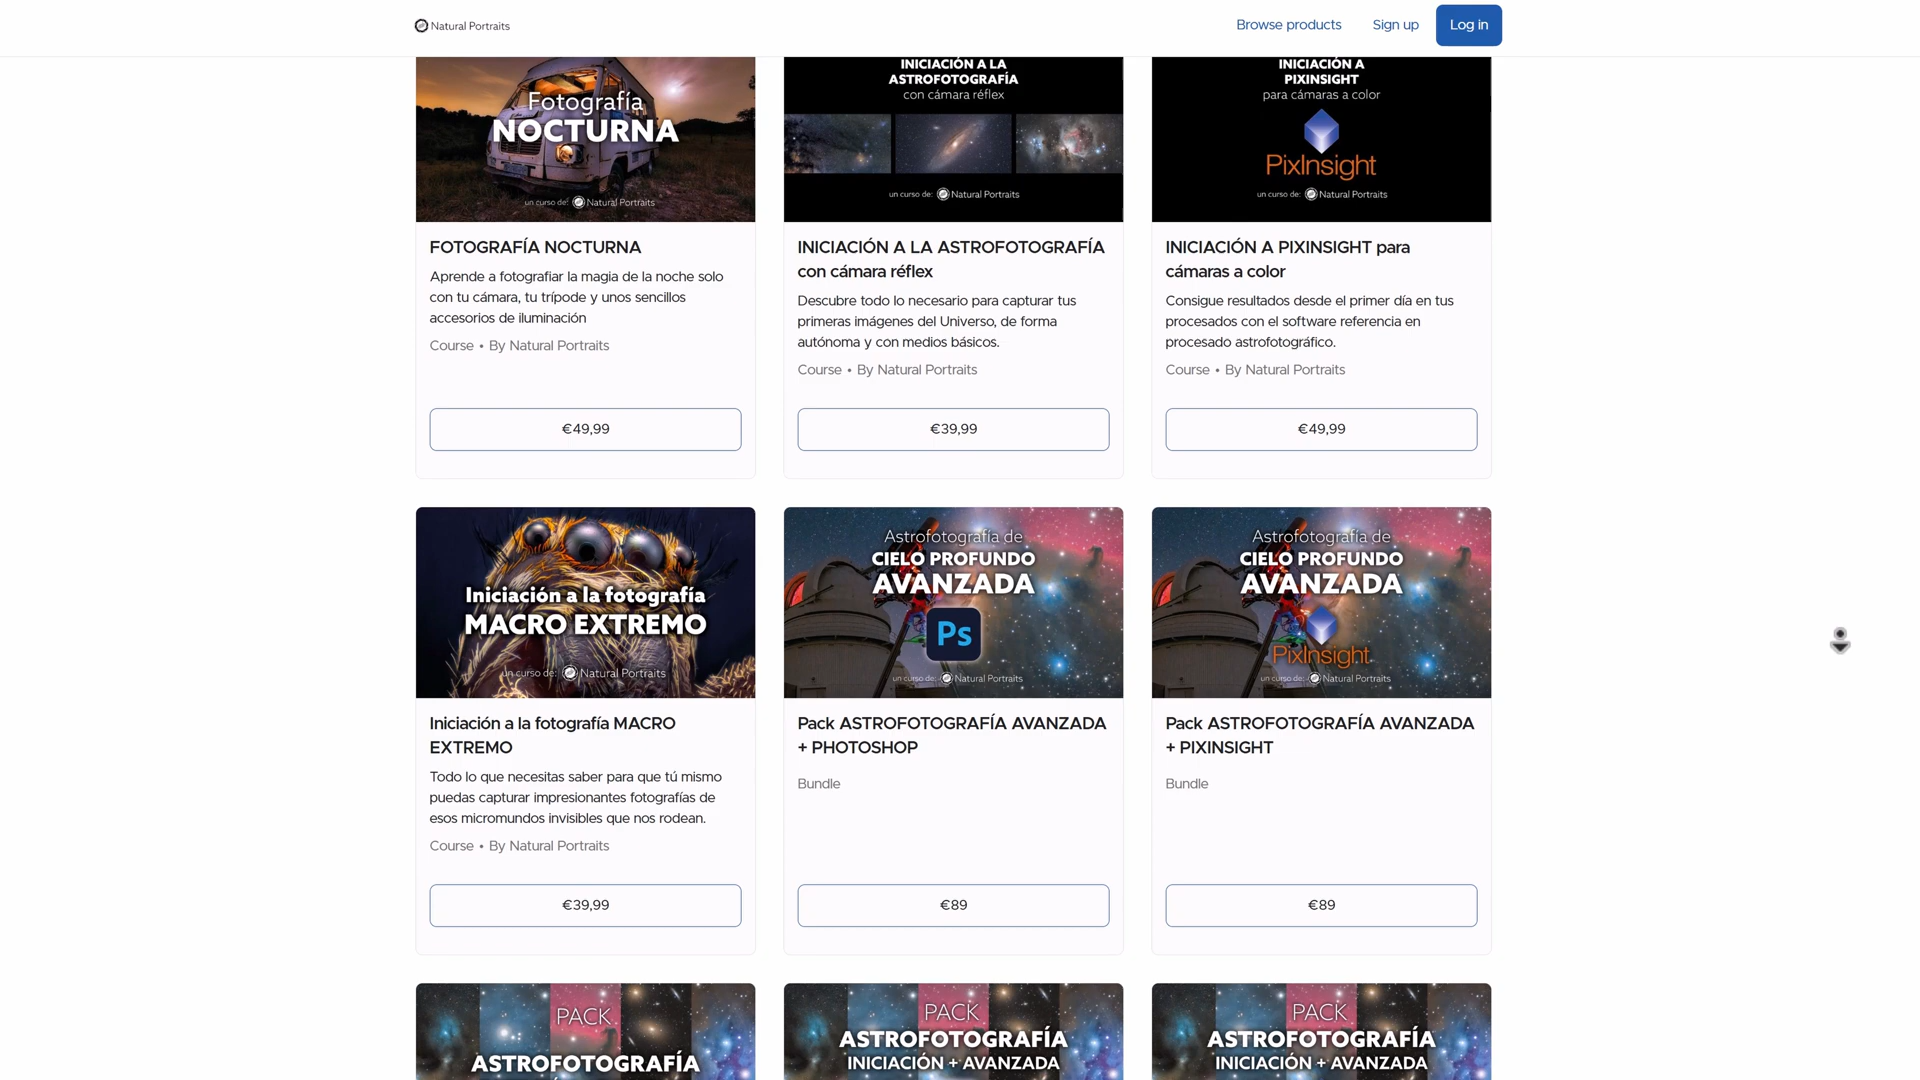 Natural Portraits
Browse products
Sign up
Log in
Fotografía
NOCTURNA
un curso de: Natural Portraits
INICIACIÓN A LA
ASTROFOTOGRAFÍA
con cámara réflex
un curso de: Natural Portraits
INICIACIÓN A
PIXINSIGHT
para cámaras a color
PixInsight
un curso de: Natural Portraits
FOTOGRAFÍA NOCTURNA
Aprende a fotografiar la magia de la noche solo
con tu cámara, tu trípode y unos sencillos
accesorios de iluminación
Course • By Natural Portraits
€49,99
INICIACIÓN A LA ASTROFOTOGRAFÍA
con cámara réflex
Descubre todo lo necesario para capturar tus
primeras imágenes del Universo, de forma
autónoma y con medios básicos.
Course • By Natural Portraits
€39,99
INICIACIÓN A PIXINSIGHT para
cámaras a color
Consigue resultados desde el primer día en tus
procesados con el software referencia en
procesado astrofotográfico.
Course • By Natural Portraits
€49,99
Iniciación a la fotografía
MACRO EXTREMO
un curso de: Natural Portraits
Astrofotografía de
CIELO PROFUNDO
AVANZADA
Ps
un curso de: Natural Portraits
Astrofotografía de
CIELO PROFUNDO
AVANZADA
PixInsight
un curso de: Natural Portraits
Iniciación a la fotografía MACRO
EXTREMO
Todo lo que necesitas saber para que tú mismo
puedas capturar impresionantes fotografías de
esos micromundos invisibles que nos rodean.
Course • By Natural Portraits
€39,99
Pack ASTROFOTOGRAFÍA AVANZADA
+ PHOTOSHOP
Bundle
€89
Pack ASTROFOTOGRAFÍA AVANZADA
+ PIXINSIGHT
Bundle
€89
PACK
ASTROFOTOGRAFÍA
PACK
ASTROFOTOGRAFÍA
INICIACIÓN + AVANZADA
PACK
ASTROFOTOGRAFÍA
INICIACIÓN + AVANZADA